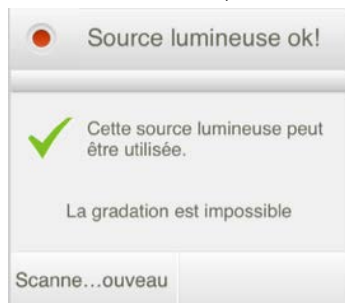 Source lumineuse ok!
Cette source lumineuse peut
être utilisée.
La gradation est impossible
Scanne...ouveau